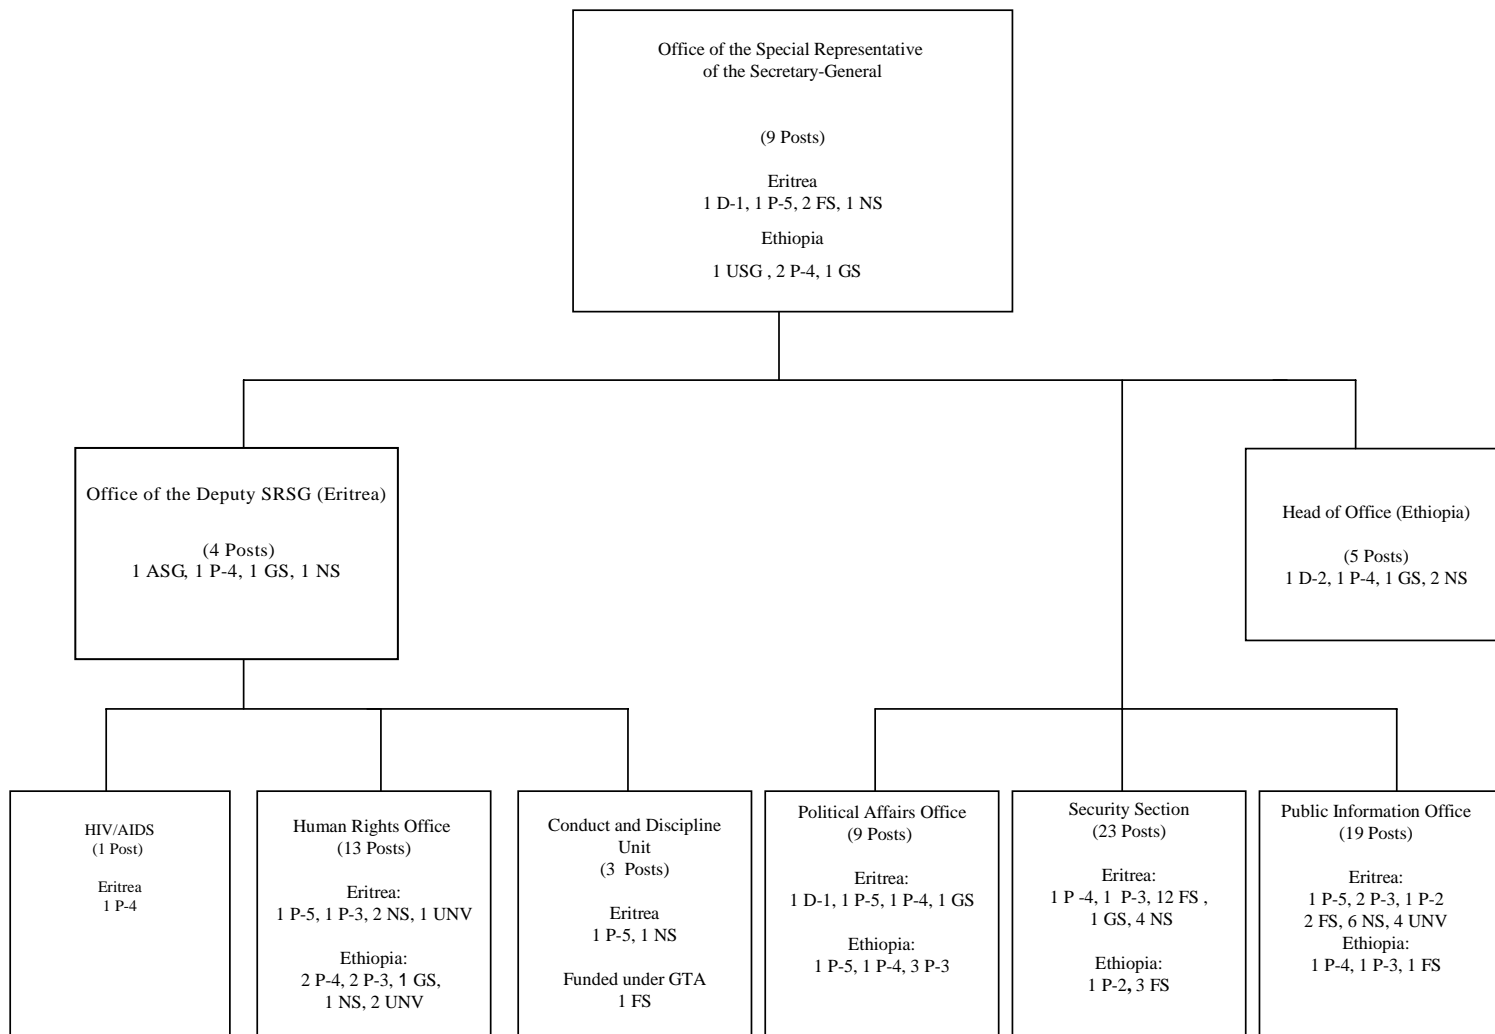 Office of the Special Representative
of the Secretary-General
(9 Posts)
Eritrea
1 D-1, 1 P-5, 2 FS, 1 NS
Ethiopia
1 USG , 2 P-4, 1 GS
Office of the Deputy SRSG (Eritrea)
(4 Posts)
1 ASG, 1 P-4, 1 GS, 1 NS
Head of Office (Ethiopia)
(5 Posts)
1 D-2, 1 P-4, 1 GS, 2 NS
HIV/AIDS
(1 Post)
Eritrea
1 P-4
Human Rights Office
(13 Posts)
Eritrea:
1 P-5, 1 P-3, 2 NS, 1 UNV
Ethiopia:
2 P-4, 2 P-3, 1 GS,
1 NS, 2 UNV
Conduct and Discipline
Unit
(3 Posts)
Eritrea
1 P-5, 1 NS
Funded under GTA
1 FS
Political Affairs Office
(9 Posts)
Eritrea:
1 D-1, 1 P-5, 1 P-4, 1 GS
Ethiopia:
1 P-5, 1 P-4, 3 P-3
Security Section
(23 Posts)
Eritrea:
1 P -4, 1 P-3, 12 FS ,
1 GS, 4 NS
Ethiopia:
1 P-2, 3 FS
Public Information Office
(19 Posts)
Eritrea:
1 P-5, 2 P-3, 1 P-2
2 FS, 6 NS, 4 UNV
Ethiopia:
1 P-4, 1 P-3, 1 FS